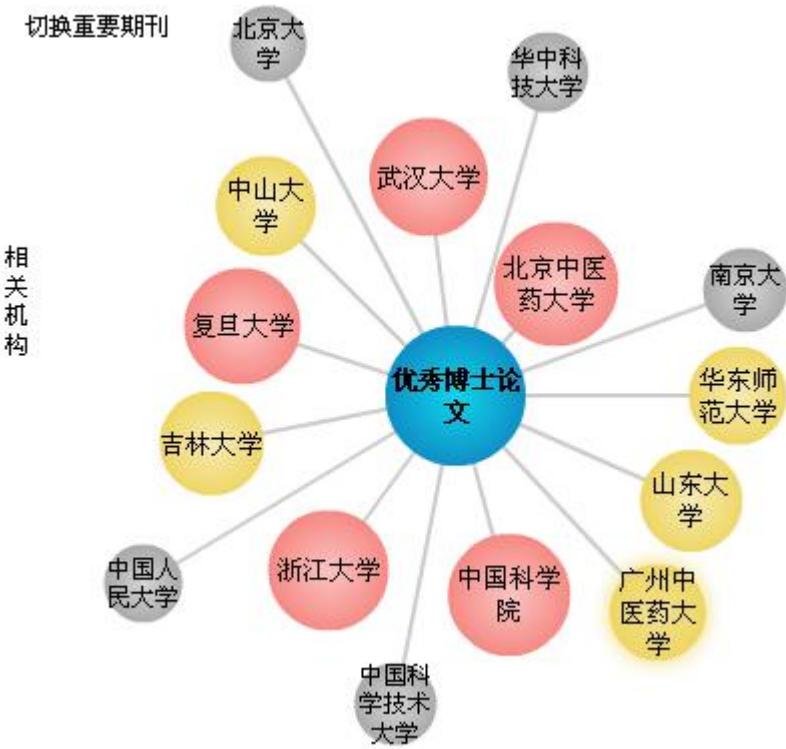 切换重要期刊
北京大
学
华中科
技大学
武汉大学
中山大
学
北京中医
药大学
南京大
学
相
关
机
构
复旦大学
优秀博士论
文
华东师
范大学
吉林大学
山东大
学
中国人
民大学
浙江大学
中国科学
院
广州中
医药大
学
中国科
学技术
大学